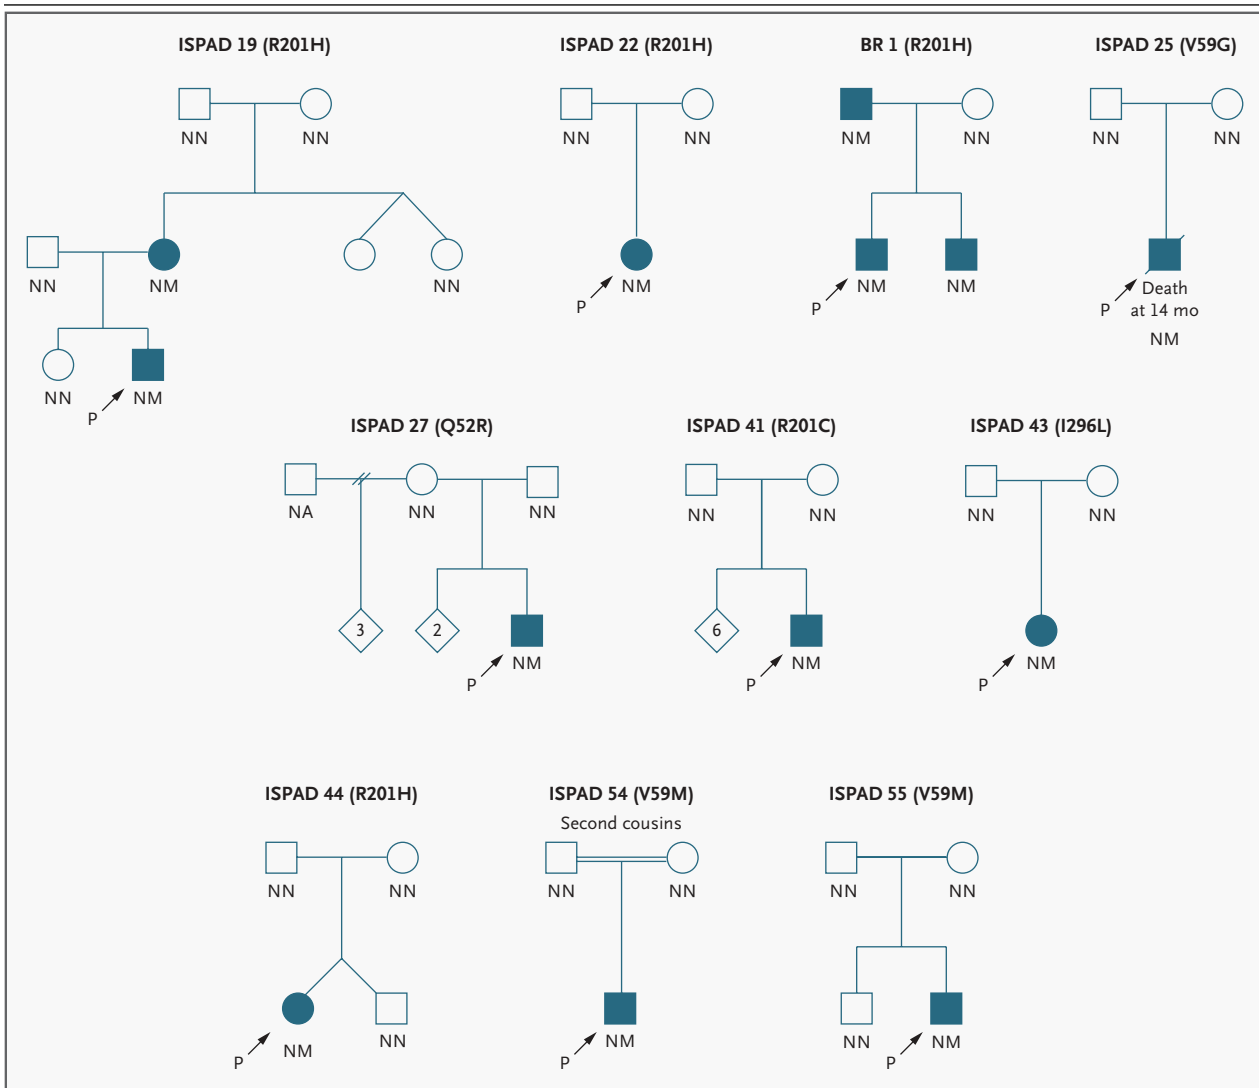 ISPAD 19 (R201H)
NN NN
NN NM NN
NN P NM
ISPAD 22 (R201H)
NN NN
P NM
BR 1 (R201H)
NM NN
P NM NM
ISPAD 25 (V59G)
NN NN
P Death
at 14 mo
NM
ISPAD 27 (Q52R)
NA NN NN
3 2
P NM
ISPAD 41 (R201C)
NN NN
6
P NM
ISPAD 43 (I296L)
NN NN
P NM
ISPAD 44 (R201H)
NN NN
P NM NN
ISPAD 54 (V59M)
Second cousins
NN NN
P NM
ISPAD 55 (V59M)
NN NN
NN P NM